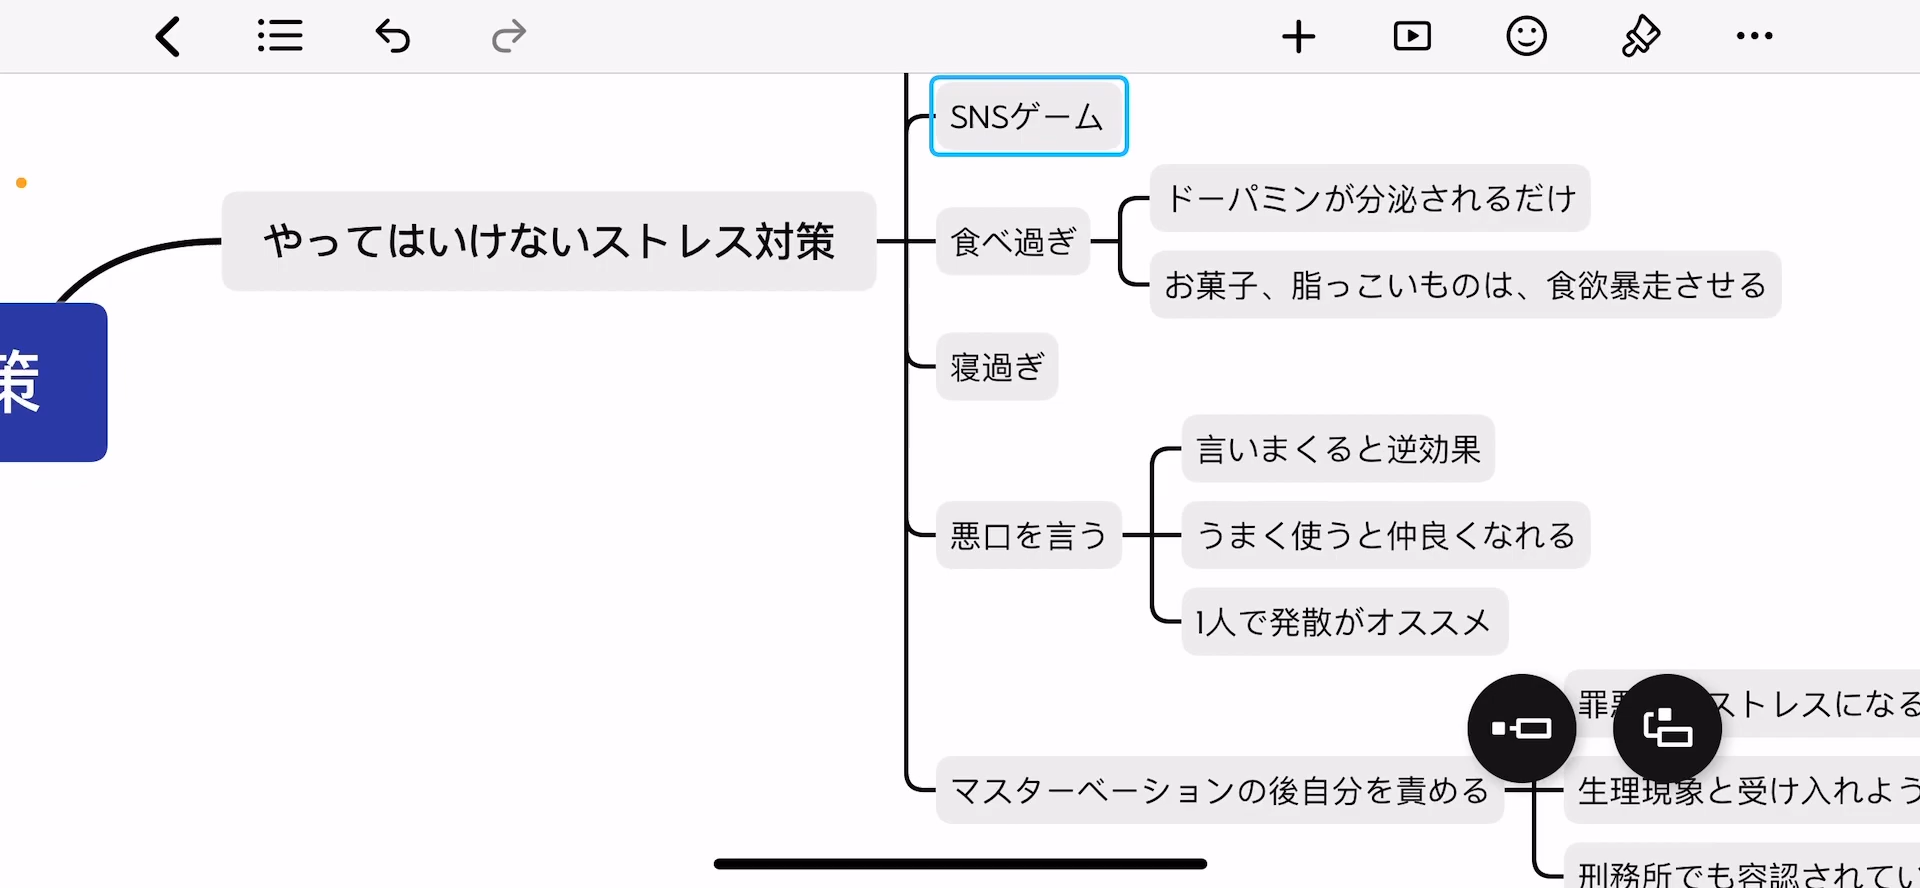 SNSゲーム
ドーパミンが分泌されるだけ
やってはいけないストレス対策
食べ過ぎ
お菓子、脂っこいものは、食欲暴走させる
策
寝過ぎ
言いまくると逆効果
悪口を言う
うまく使うと仲良くなれる
1人で発散がオススメ
ストレスになる
マスターベーションの後自分を責める
生理現象と受け入れよう
刑務所でも容認されてい